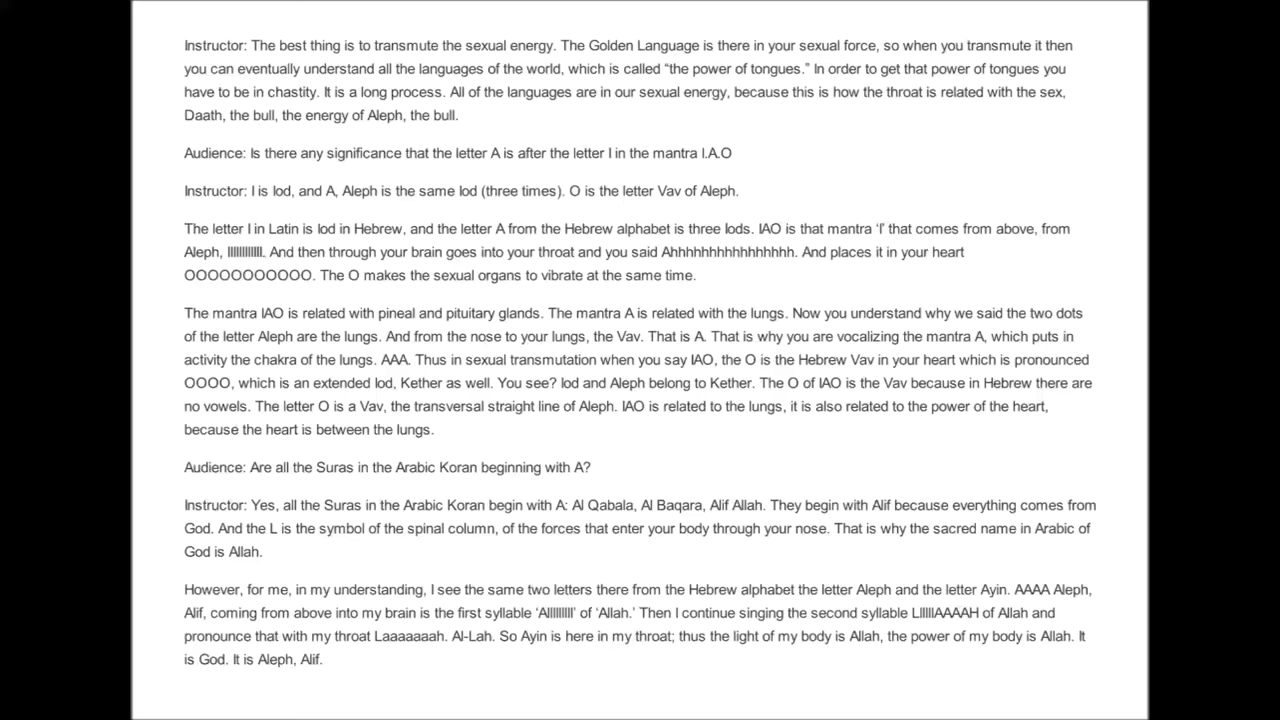 Instructor: The best thing is to transmute the sexual energy. The Golden Language is there in your sexual force, so when you transmute it then
you can eventually understand all the languages of the world, which is called “the power of tongues.” In order to get that power of tongues you
have to be in chastity. It is a long process. All of the languages are in our sexual energy, because this is how the throat is related with the sex,
Daath, the bull, the energy of Aleph, the bull.
Audience: Is there any significance that the letter A is after the letter I in the mantra I.A.O
Instructor: I is Iod, and A, Aleph is the same Iod (three times). O is the letter Vav of Aleph.
The letter I in Latin is Iod in Hebrew, and the letter A from the Hebrew alphabet is three Iods. IAO is that mantra ‘I’ that comes from above, from
Aleph, IIIIIIIIIIII. And then through your brain goes into your throat and you said Ahhhhhhhhhhhhhhhh. And places it in your heart
OOOOOOOOOOO. The O makes the sexual organs to vibrate at the same time.
The mantra IAO is related with pineal and pituitary glands. The mantra A is related with the lungs. Now you understand why we said the two dots
of the letter Aleph are the lungs. And from the nose to your lungs, the Vav. That is A. That is why you are vocalizing the mantra A, which puts in
activity the chakra of the lungs. AAA. Thus in sexual transmutation when you say IAO, the O is the Hebrew Vav in your heart which is pronounced
OOOO, which is an extended Iod, Kether as well. You see? Iod and Aleph belong to Kether. The O of IAO is the Vav because in Hebrew there are
no vowels. The letter O is a Vav, the transversal straight line of Aleph. IAO is related to the lungs, it is also related to the power of the heart,
because the heart is between the lungs.
Audience: Are all the Suras in the Arabic Koran beginning with A?
Instructor: Yes, all the Suras in the Arabic Koran begin with A: Al Qabala, Al Baqara, Alif Allah. They begin with Alif because everything comes from
God. And the L is the symbol of the spinal column, of the forces that enter your body through your nose. That is why the sacred name in Arabic of
God is Allah.
However, for me, in my understanding, I see the same two letters there from the Hebrew alphabet the letter Aleph and the letter Ayin. AAAA Aleph,
Alif, coming from above into my brain is the first syllable ‘Allllllll’ of ‘Allah.’ Then I continue singing the second syllable LlllllAAAAH of Allah and
pronounce that with my throat Laaaaaaah. Al-Lah. So Ayin is here in my throat; thus the light of my body is Allah, the power of my body is Allah. It
is God. It is Aleph, Alif.